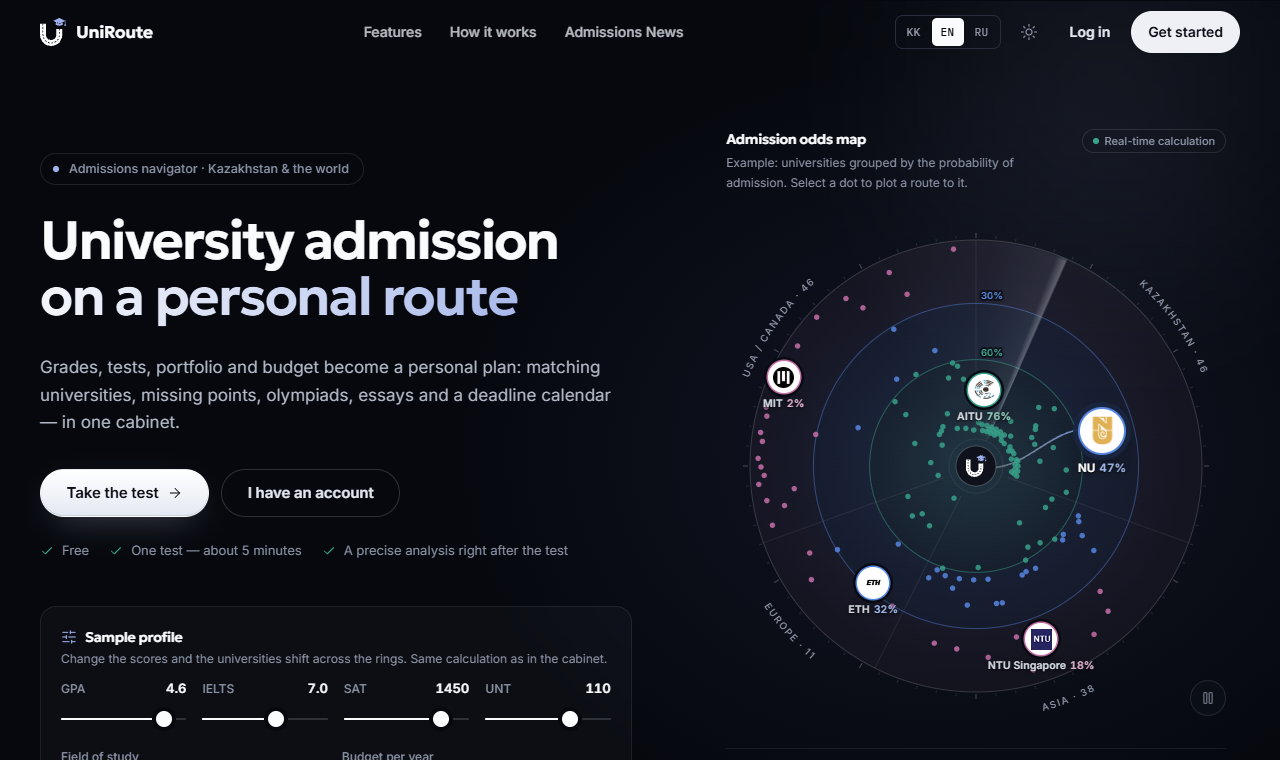 UniRoute
Features
How it works
Admissions News
KK
EN
RU
Log in
Get started
Admissions navigator · Kazakhstan & the world
University admission
on a personal route
Grades, tests, portfolio and budget become a personal plan: matching
universities, missing points, olympiads, essays and a deadline calendar
— in one cabinet.
Take the test →
I have an account
Free
One test — about 5 minutes
A precise analysis right after the test
Sample profile
Change the scores and the universities shift across the rings. Same calculation as in the cabinet.
GPA 4.6
IELTS 7.0
SAT 1450
UNT 110
Field of study
Budget per year
Admission odds map
Real-time calculation
Example: universities grouped by the probability of
admission. Select a dot to plot a route to it.
USA / CANADA · 46
KAZAKHSTAN · 46
30%
60%
MIT 2%
AITU 76%
NU 47%
ETH
ETH 32%
NTU
NTU Singapore 18%
EUROPE · 11
ASIA · 38